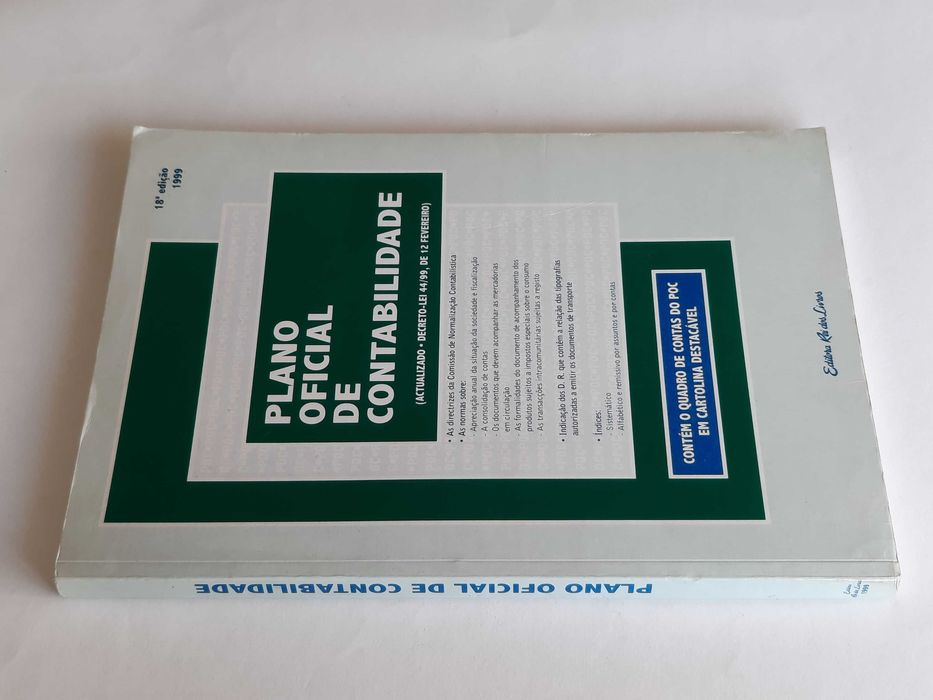 18ª edição
1999
PLANO
OFICIAL
DE
CONTABILIDADE
(ACTUALIZADO • DECRETO-LEI 44/99, DE 12 FEVEREIRO)
• As directrizes da Comissão de Normalização Contabilística
• As normas sobre:
- Apreciação anual da situação da sociedade e fiscalização
- A consolidação de contas
- Os documentos que devem acompanhar as mercadorias
em circulação
- As formalidades do documento de acompanhamento dos
produtos sujeitos a impostos especiais sobre o consumo
- As transacções intracomunitárias sujeitas a registo
• Indicação dos D. R. que contêm a relação das tipografias
autorizadas a emitir os documentos de transporte
• Índices:
- Sistemático
- Alfabético e remissivo por assuntos e por contas
CONTÉM O QUADRO DE CONTAS DO POC
EM CARTOLINA DESTACÁVEL
Editora Rei dos Livros
PLANO OFICIAL DE CONTABILIDADE
1999